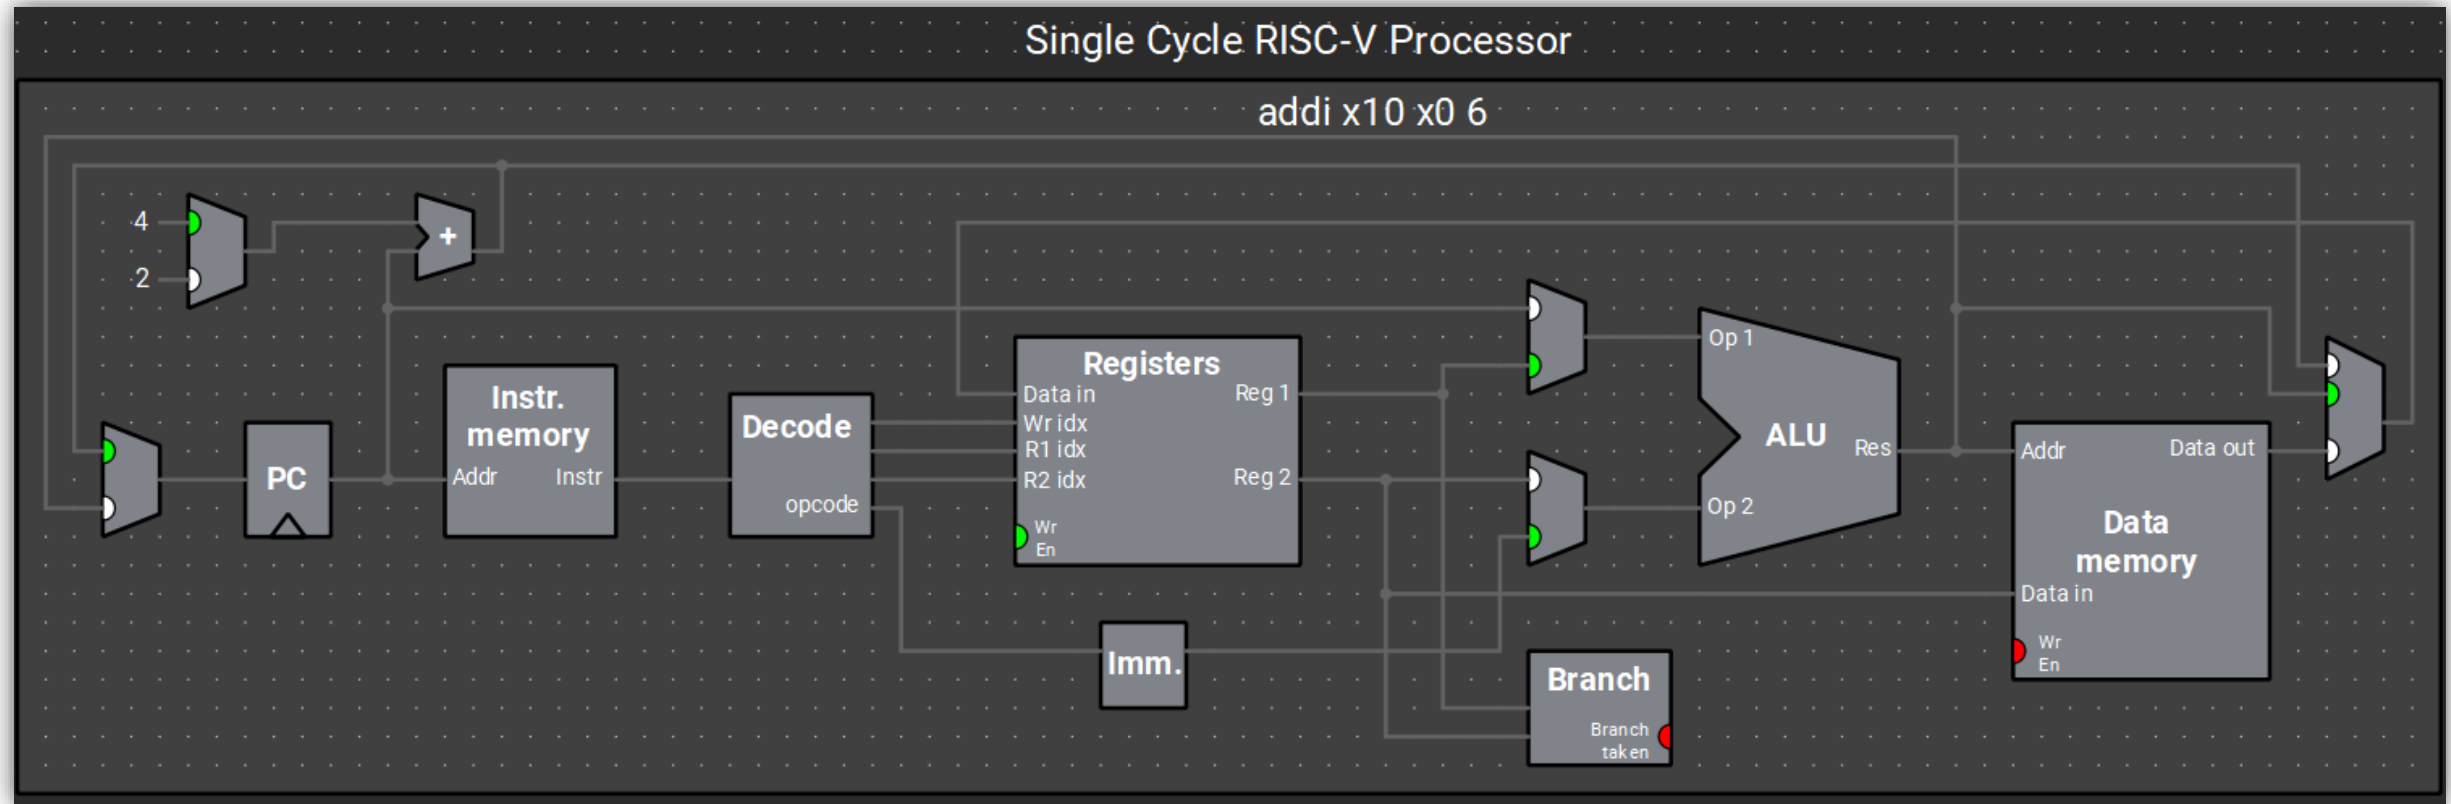 Single Cycle RISC-V Processor
addi x10 x0 6
4
+
2
Op 1
Registers
Data in
Reg 1
Wr idx
R1 idx
R2 idx
Reg 2
Wr
En
Instr.
memory
Addr
Instr
Decode
opcode
PC
ALU
Res
Op 2
Addr
Data out
Data
memory
Data in
Wr
En
Imm.
Branch
Branch
taken